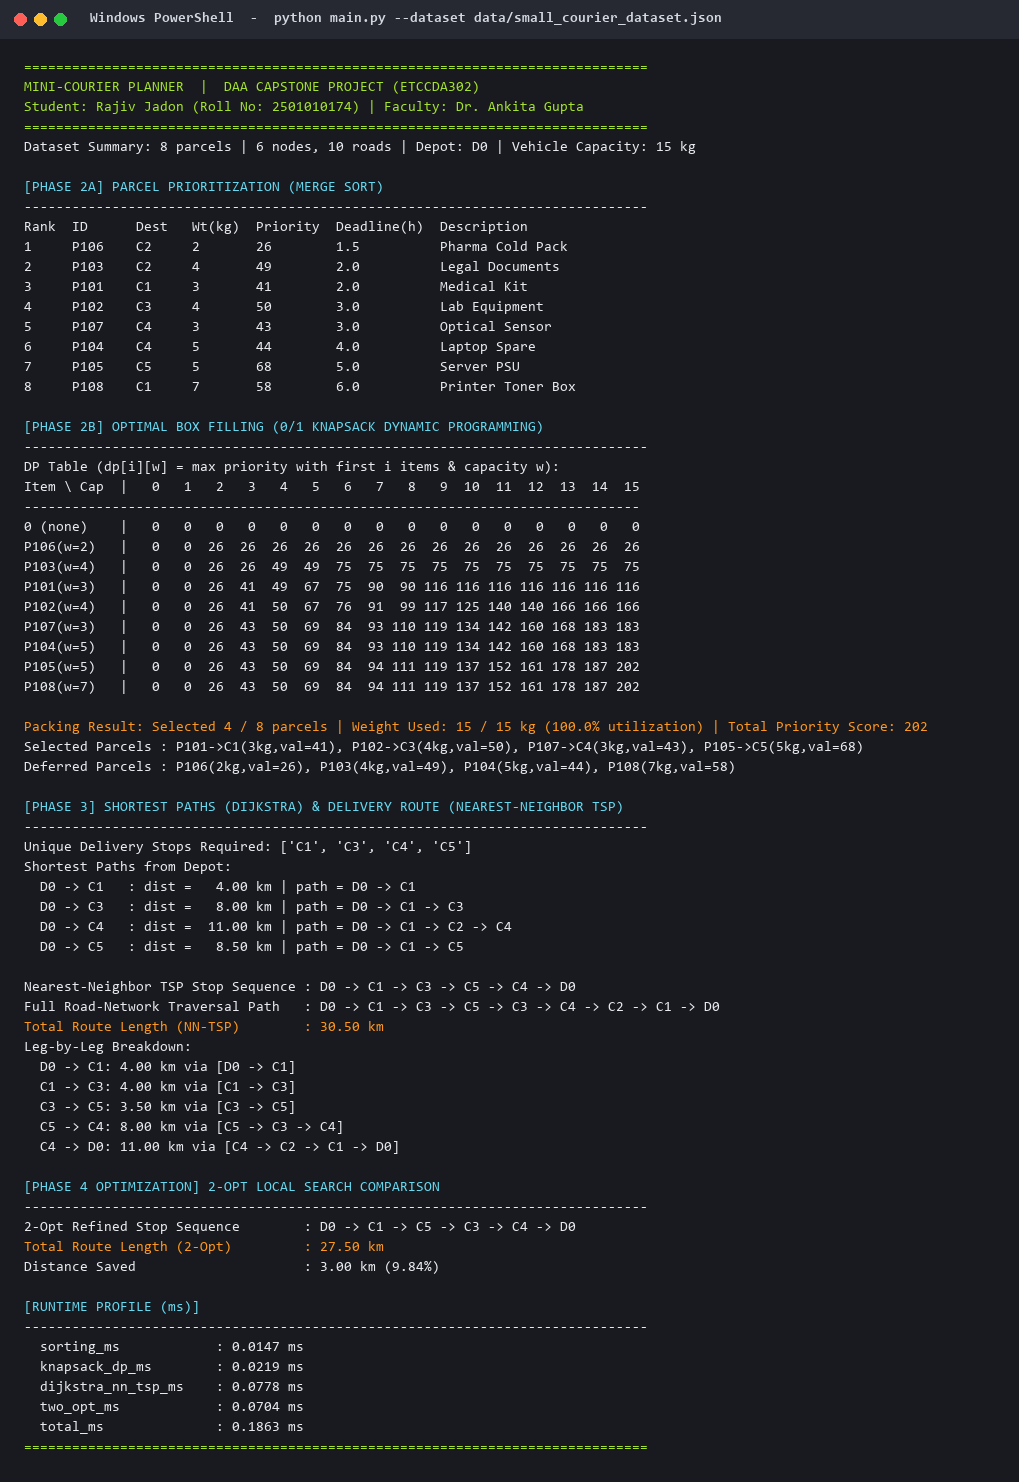 Windows PowerShell  -  python main.py --dataset data/small_courier_dataset.json
==============================================================================
MINI-COURIER PLANNER  |  DAA CAPSTONE PROJECT (ETCCDA302)
Student: Rajiv Jadon (Roll No: 2501010174) | Faculty: Dr. Ankita Gupta
==============================================================================
Dataset Summary: 8 parcels | 6 nodes, 10 roads | Depot: D0 | Vehicle Capacity: 15 kg
[PHASE 2A] PARCEL PRIORITIZATION (MERGE SORT)
------------------------------------------------------------------------------
Rank  ID      Dest   Wt(kg)  Priority  Deadline(h)  Description
1     P106    C2     2       26        1.5          Pharma Cold Pack
2     P103    C2     4       49        2.0          Legal Documents
3     P101    C1     3       41        2.0          Medical Kit
4     P102    C3     4       50        3.0          Lab Equipment
5     P107    C4     3       43        3.0          Optical Sensor
6     P104    C4     5       44        4.0          Laptop Spare
7     P105    C5     5       68        5.0          Server PSU
8     P108    C1     7       58        6.0          Printer Toner Box
[PHASE 2B] OPTIMAL BOX FILLING (0/1 KNAPSACK DYNAMIC PROGRAMMING)
------------------------------------------------------------------------------
DP Table (dp[i][w] = max priority with first i items & capacity w):
Item \ Cap  |   0   1   2   3   4   5   6   7   8   9  10  11  12  13  14  15
-----------------------------------------------------------------------------
0 (none)    |   0   0   0   0   0   0   0   0   0   0   0   0   0   0   0   0
P106(w=2)   |   0   0  26  26  26  26  26  26  26  26  26  26  26  26  26  26
P103(w=4)   |   0   0  26  26  49  49  75  75  75  75  75  75  75  75  75  75
P101(w=3)   |   0   0  26  41  49  67  75  90  90 116 116 116 116 116 116 116
P102(w=4)   |   0   0  26  41  50  67  76  91  99 117 125 140 140 166 166 166
P107(w=3)   |   0   0  26  43  50  69  84  93 110 119 134 142 160 168 183 183
P104(w=5)   |   0   0  26  43  50  69  84  93 110 119 134 142 160 168 183 183
P105(w=5)   |   0   0  26  43  50  69  84  94 111 119 137 152 161 178 187 202
P108(w=7)   |   0   0  26  43  50  69  84  94 111 119 137 152 161 178 187 202
Packing Result: Selected 4 / 8 parcels | Weight Used: 15 / 15 kg (100.0% utilization) | Total Priority Score: 202
Selected Parcels : P101->C1(3kg,val=41), P102->C3(4kg,val=50), P107->C4(3kg,val=43), P105->C5(5kg,val=68)
Deferred Parcels : P106(2kg,val=26), P103(4kg,val=49), P104(5kg,val=44), P108(7kg,val=58)
[PHASE 3] SHORTEST PATHS (DIJKSTRA) & DELIVERY ROUTE (NEAREST-NEIGHBOR TSP)
------------------------------------------------------------------------------
Unique Delivery Stops Required: ['C1', 'C3', 'C4', 'C5']
Shortest Paths from Depot:
  D0 -> C1   : dist =   4.00 km | path = D0 -> C1
  D0 -> C3   : dist =   8.00 km | path = D0 -> C1 -> C3
  D0 -> C4   : dist =  11.00 km | path = D0 -> C1 -> C2 -> C4
  D0 -> C5   : dist =   8.50 km | path = D0 -> C1 -> C5
Nearest-Neighbor TSP Stop Sequence : D0 -> C1 -> C3 -> C5 -> C4 -> D0
Full Road-Network Traversal Path   : D0 -> C1 -> C3 -> C5 -> C3 -> C4 -> C2 -> C1 -> D0
Total Route Length (NN-TSP)        : 30.50 km
Leg-by-Leg Breakdown:
  D0 -> C1: 4.00 km via [D0 -> C1]
  C1 -> C3: 4.00 km via [C1 -> C3]
  C3 -> C5: 3.50 km via [C3 -> C5]
  C5 -> C4: 8.00 km via [C5 -> C3 -> C4]
  C4 -> D0: 11.00 km via [C4 -> C2 -> C1 -> D0]
[PHASE 4 OPTIMIZATION] 2-OPT LOCAL SEARCH COMPARISON
------------------------------------------------------------------------------
2-Opt Refined Stop Sequence        : D0 -> C1 -> C5 -> C3 -> C4 -> D0
Total Route Length (2-Opt)         : 27.50 km
Distance Saved                     : 3.00 km (9.84%)
[RUNTIME PROFILE (ms)]
------------------------------------------------------------------------------
  sorting_ms            : 0.0147 ms
  knapsack_dp_ms        : 0.0219 ms
  dijkstra_nn_tsp_ms    : 0.0778 ms
  two_opt_ms            : 0.0704 ms
  total_ms              : 0.1863 ms
==============================================================================